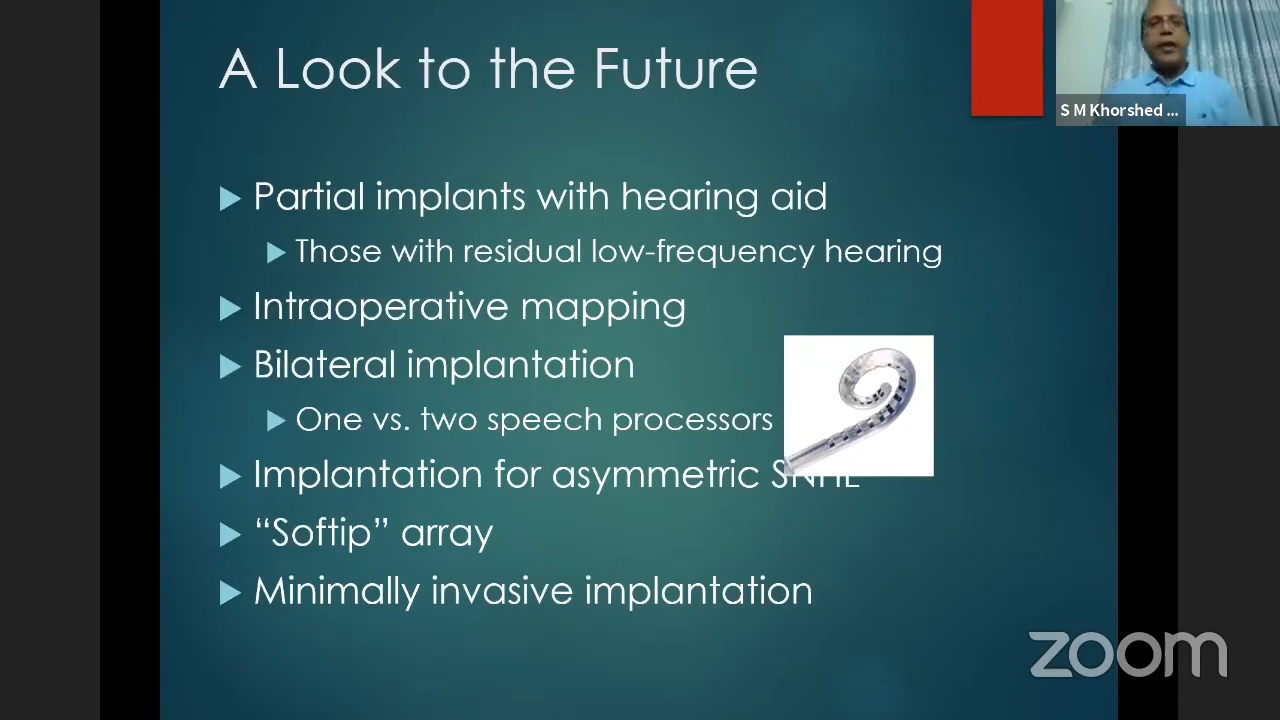 A Look to the Future
S M Khorshed ...
Partial implants with hearing aid
Those with residual low-frequency hearing
Intraoperative mapping
Bilateral implantation
One vs. two speech processors
Implantation for asymmetric SNHL
“Softip” array
Minimally invasive implantation
zoom